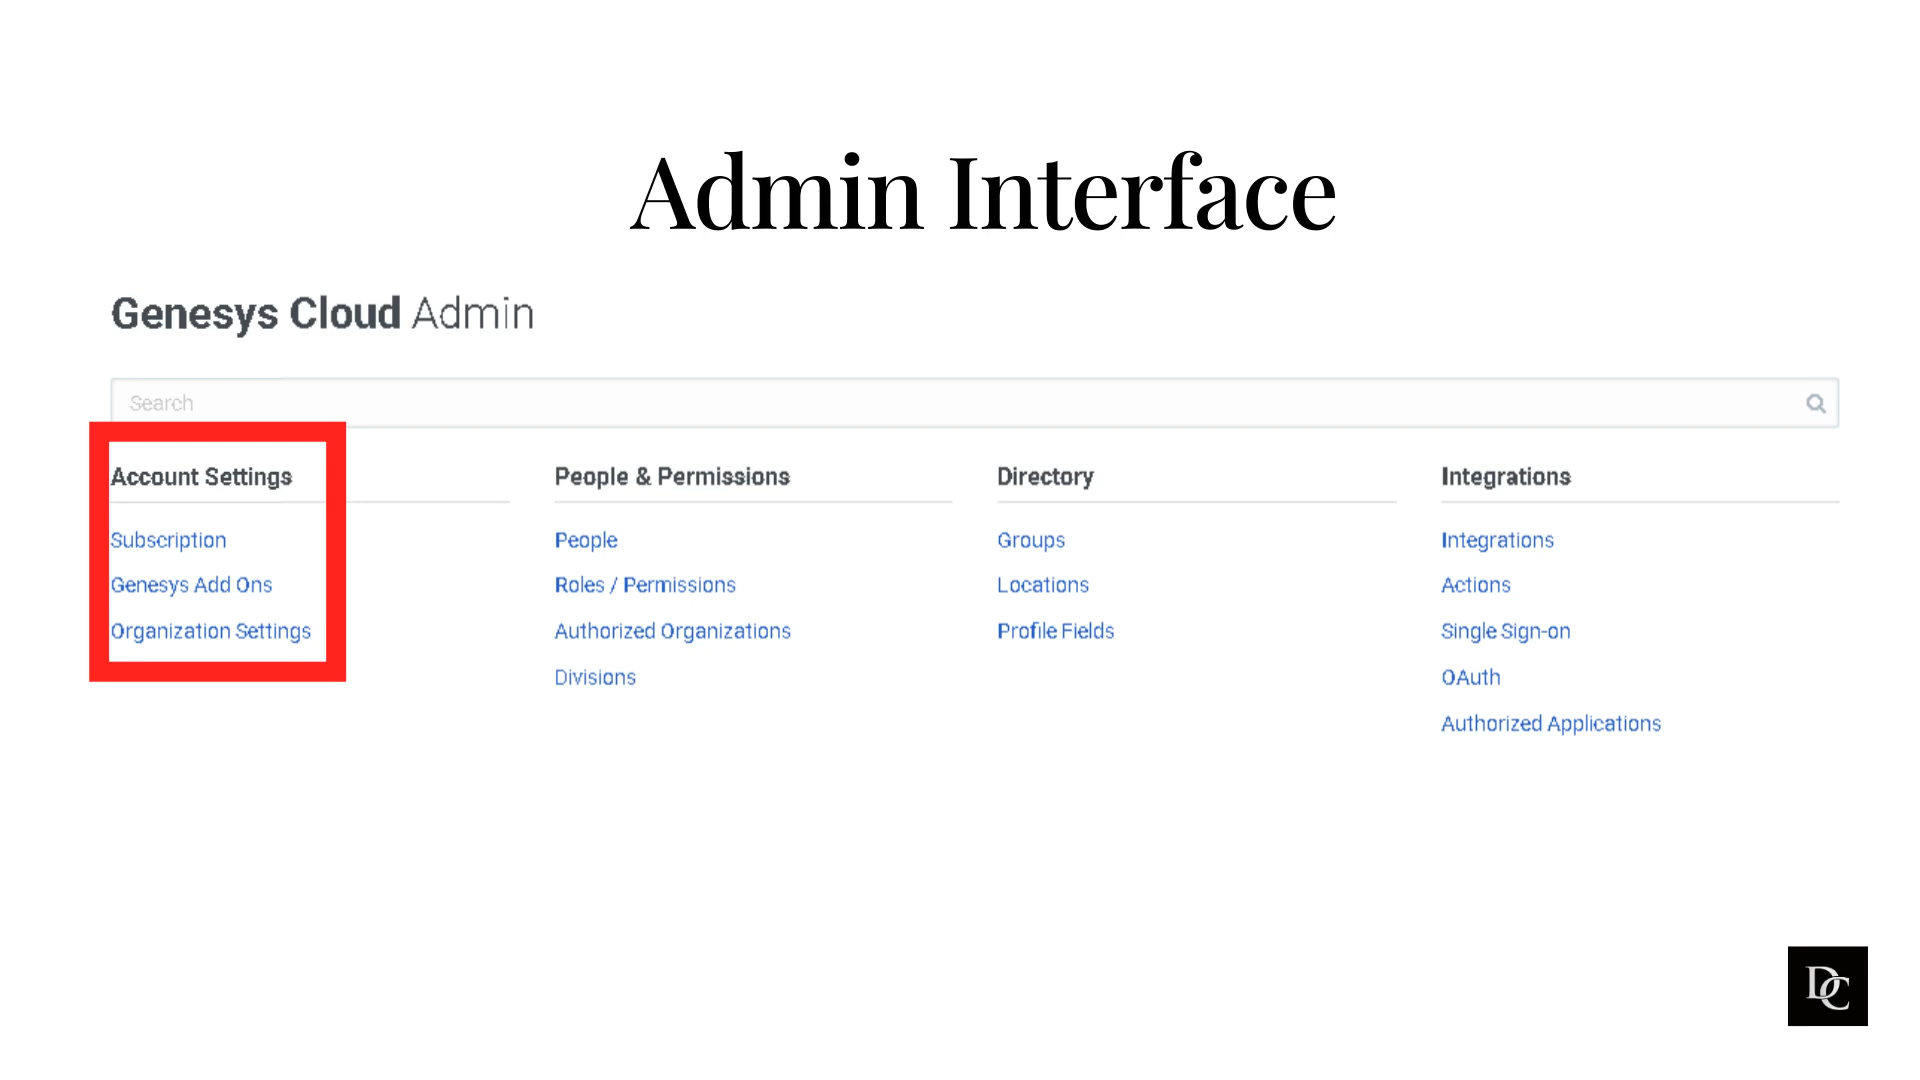 Admin Interface
Genesys Cloud Admin
Search
Account Settings
Subscription
Genesys Add Ons
Organization Settings
People & Permissions
People
Roles / Permissions
Authorized Organizations
Divisions
Directory
Groups
Locations
Profile Fields
Integrations
Integrations
Actions
Single Sign-on
OAuth
Authorized Applications
DC